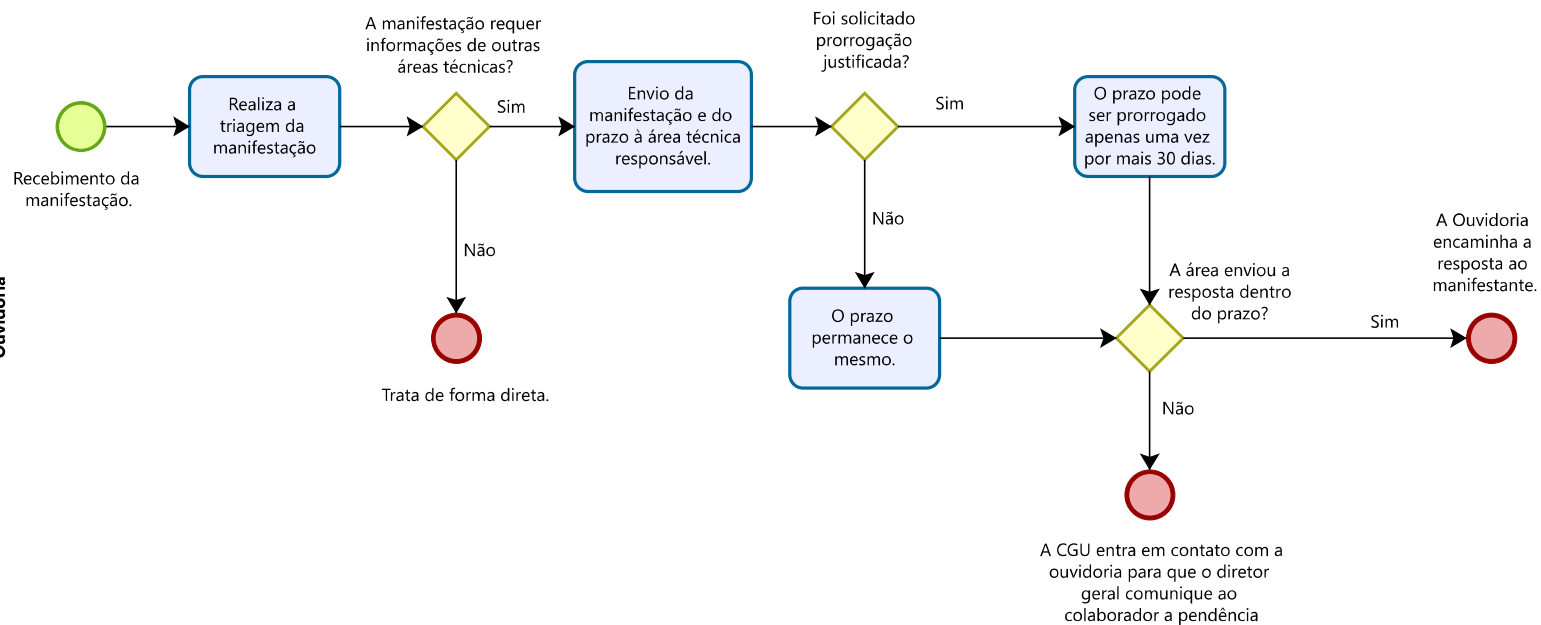 Ouvidoria
Recebimento da
manifestação.
Realiza a
triagem da
manifestação
A manifestação requer
informações de outras
áreas técnicas?
Sim
Não
Trata de forma direta.
Envio da
manifestação e do
prazo à área técnica
responsável.
Foi solicitado
prorrogação
justificada?
Sim
Não
O prazo pode
ser prorrogado
apenas uma vez
por mais 30 dias.
O prazo
permanece o
mesmo.
A área enviou a
resposta dentro
do prazo?
Sim
Não
A Ouvidoria
encaminha a
resposta ao
manifestante.
A CGU entra em contato com a
ouvidoria para que o diretor
geral comunique ao
colaborador a pendência